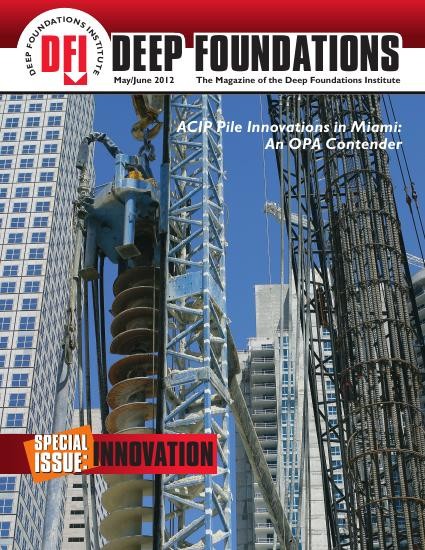 DEEP FOUNDATIONS INSTITUTE
DFI
DEEP FOUNDATIONS
May/June 2012 The Magazine of the Deep Foundations Institute
ACIP Pile Innovations in Miami:
An OPA Contender
SPECIAL
ISSUE:
INNOVATION